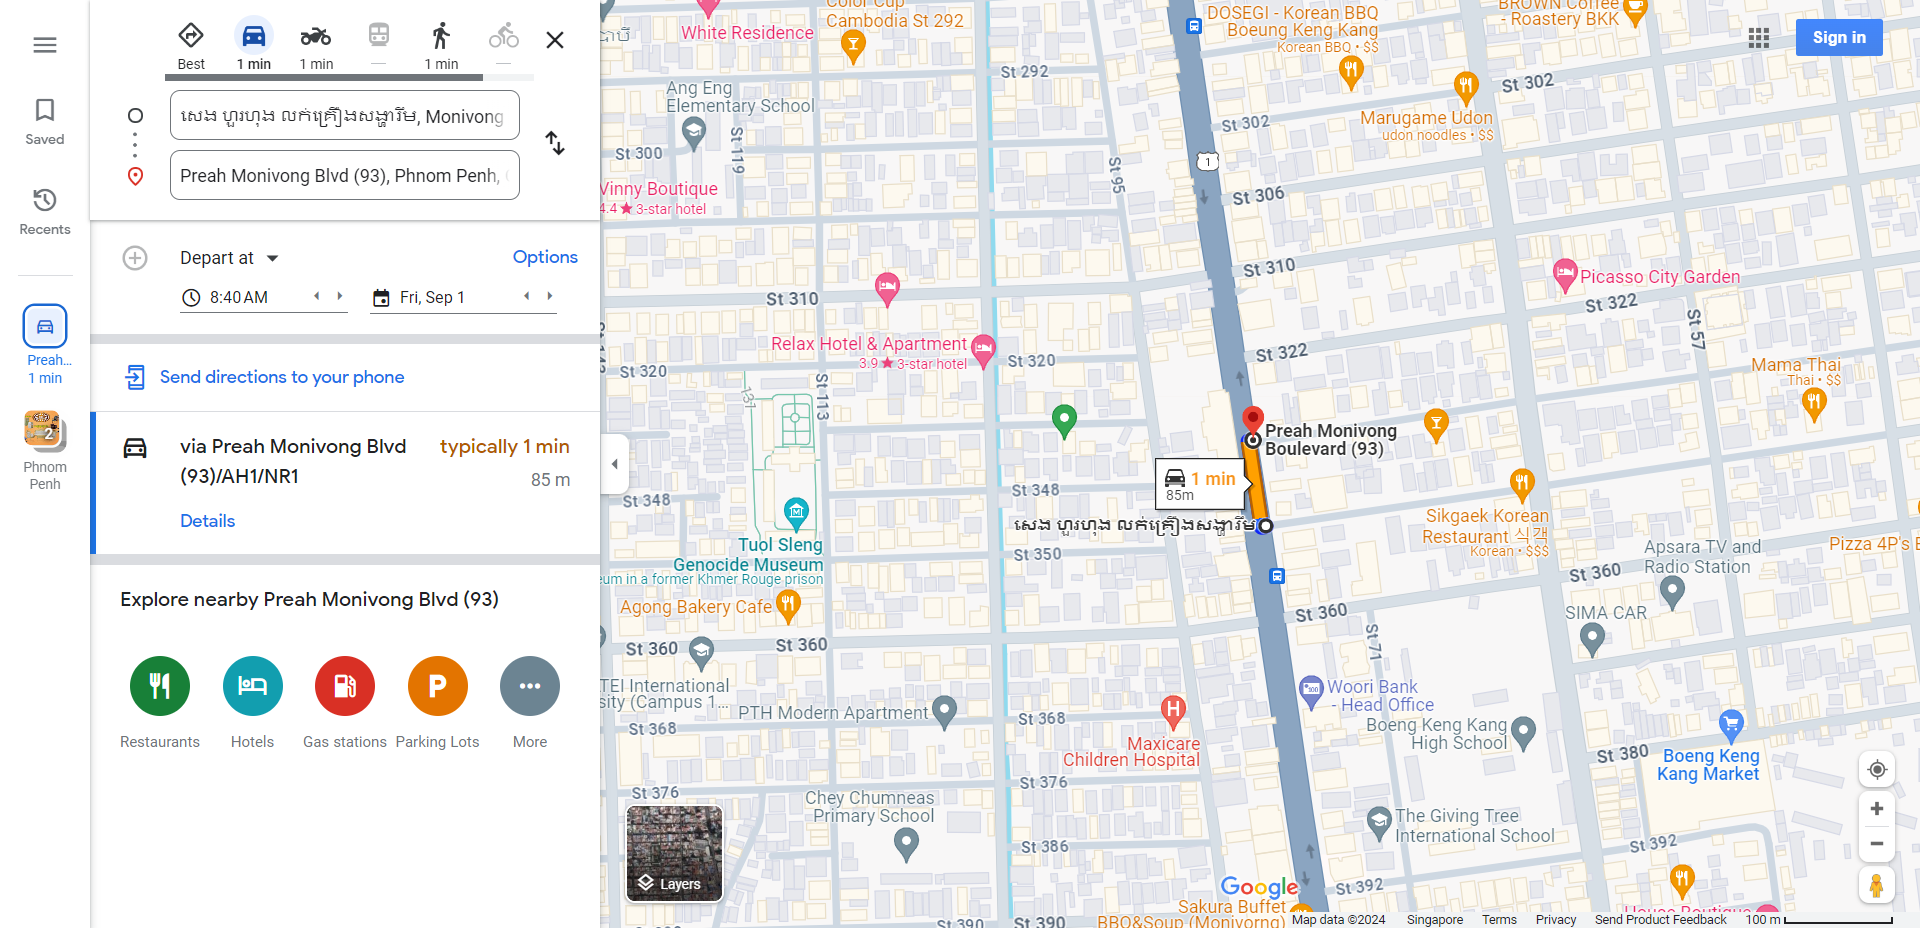 Saved
Recents
Preah...
1 min
2
Phnom
Penh
Best
1 min
1 min
1 min
សេង ហួរហុង លក់គ្រឿងសង្ហារឹម, Monivong
Preah Monivong Blvd (93), Phnom Penh,
Depart at
Options
8:40 AM
Fri, Sep 1
Send directions to your phone
via Preah Monivong Blvd
(93)/AH1/NR1
typically 1 min
85 m
Details
Explore nearby Preah Monivong Blvd (93)
Restaurants
Hotels
Gas stations
Parking Lots
P
More
Color Cup
Cambodia St 292
White Residence
DOSEGI - Korean BBQ
Boeung Keng Kang
Korean BBQ • $$
BROWN Coffee
- Roastery BKK
Sign in
St 292
St 302
Ang Eng
Elementary School
Marugame Udon
udon noodles • $$
St 302
St 119
St 300
St 95
1
Vinny Boutique
4.4 ★ 3-star hotel
St 306
St 310
Picasso City Garden
St 310
St 322
St 57
Relax Hotel & Apartment
3.9 ★ 3-star hotel
St 320
St 322
St 320
Mama Thai
Thai • $$
St 113
131
Preah Monivong
Boulevard (93)
1 min
85m
St 348
St 348
សេង ហួរហុង លក់គ្រឿងសង្ហារឹម
Sikgaek Korean
Restaurant 식객
Korean • $$$
Tuol Sleng
Genocide Museum
eum in a former Khmer Rouge prison
St 350
Apsara TV and
Radio Station
Pizza 4P's B
St 360
Agong Bakery Cafe
St 360
SIMA CAR
St 360
St 360
St 71
TEI International
sity (Campus 1...
Woori Bank
- Head Office
PTH Modern Apartment
H
St 368
St 368
Boeng Keng Kang
High School
Maxicare
Children Hospital
St 380
Boeng Keng
Kang Market
St 376
St 376
Chey Chumneas
Primary School
The Giving Tree
International School
St 386
St 392
Layers
Google
St 392
Sakura Buffet
BBQ&Soup (Monivorng)
House Boutique
St 390
St 390
Map data ©2024
Singapore
Terms
Privacy
Send Product Feedback
100 m